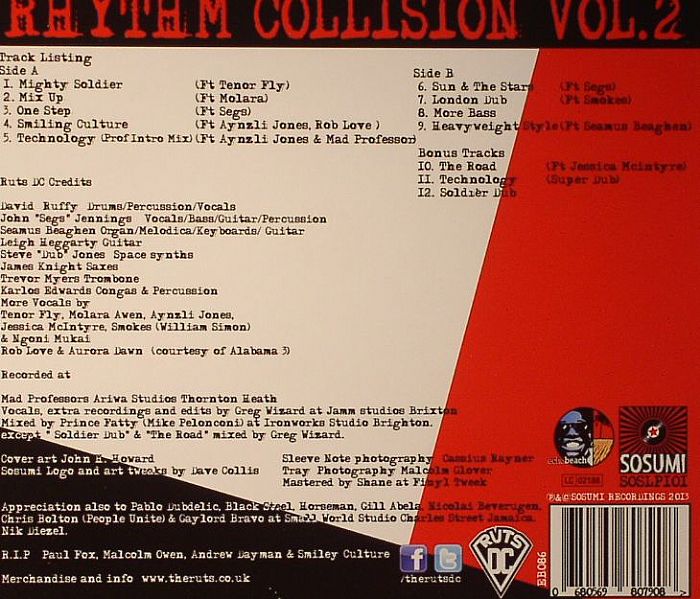 RHYTHM COLLISION VOL.2
Track Listing
Side A
1. Mighty Soldier (Ft Tenor Fly)
2. Mix Up (Ft Molara)
3. One Step (Ft Segs)
4. Smiling Culture (Ft Aynzli Jones, Rob Love )
5. Technology (Prof Intro Mix) (Ft Aynzli Jones & Mad Professor)
Side B
6. Sun & The Stars (Ft Segs)
7. London Dub (Ft Smokes)
8. More Bass
9. Heavyweight Style (Ft Seamus Beaghen)
Bonus Tracks
10. The Road (Ft Jessica McIntyre)
11. Technology (Super Dub)
12. Soldier Dub
Ruts DC Credits
David Ruffy Drums/Percussion/Vocals
John "Segs" Jennings Vocals/Bass/Guitar/Percussion
Seamus Beaghen Organ/Melodica/Keyboards/ Guitar
Leigh Heggarty Guitar
Steve "Dub" Jones Space synths
James Knight Saxes
Trevor Myers Trombone
Karlos Edwards Congas & Percussion
More Vocals by
Tenor Fly, Molara Awen, Aynzli Jones,
Jessica McIntyre, Smokes (William Simon)
& Ngoni Mukai
Rob Love & Aurora Dawn (courtesy of Alabama 3)
Recorded at
Mad Professors Ariwa Studios Thornton Heath
Vocals, extra recordings and edits by Greg Wizard at Jamm studios Brixton
Mixed by Prince Fatty (Mike Pelonconi) at Ironworks Studio Brighton.
except " Soldier Dub" & "The Road" mixed by Greg Wizard.
Cover art John H. Howard
Sosumi Logo and art tweaks by Dave Collis
Sleeve Note photography Cassius Rayner
Tray Photography Malcolm Glover
Mastered by Shane at Finyl Tweek
Appreciation also to Pablo Dubdelic, Black Steel, Horseman, Gill Abela, Nicolai Beverugen,
Chris Bolton (People Unite) & Gaylord Bravo at Small World Studio Charles Street Jamaica.
Nik Diezel.
R.I.P Paul Fox, Malcolm Owen, Andrew Dayman & Smiley Culture
Merchandise and info www.theruts.co.uk
f t
/therutsdc
RUTS
DC
echobeach
LC 02188
SOSUMI
SOSLP101
℗&© SOSUMI RECORDINGS 2013
EB086
0 680569 807908 >